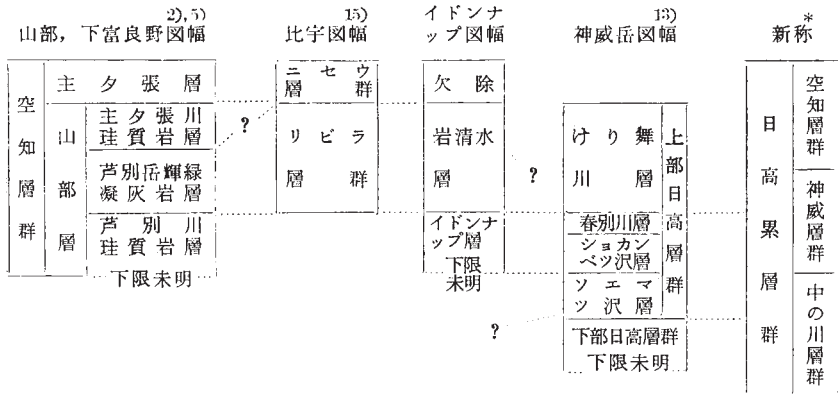 山部，下富良野図幅 2),5)
空知層群
主夕張層
山部層
主夕張川
珪質岩層
芦別岳輝緑
凝灰岩層
芦別川
珪質岩層
下限未明
?
比宇図幅 15)
ニセウ
層群
リビラ
層群
イドンナ
ップ図幅
欠除
岩清水
層
イドンナ
ップ層
下限
未明
?
?
神威岳図幅 13)
けり舞
川層
春別川層
ショカン
ベツ沢層
ソエマ
ツ沢層
上部日高層群
下部日高層群
下限未明
新称*
日高累層群
空知層群
神威層群
中の川層群